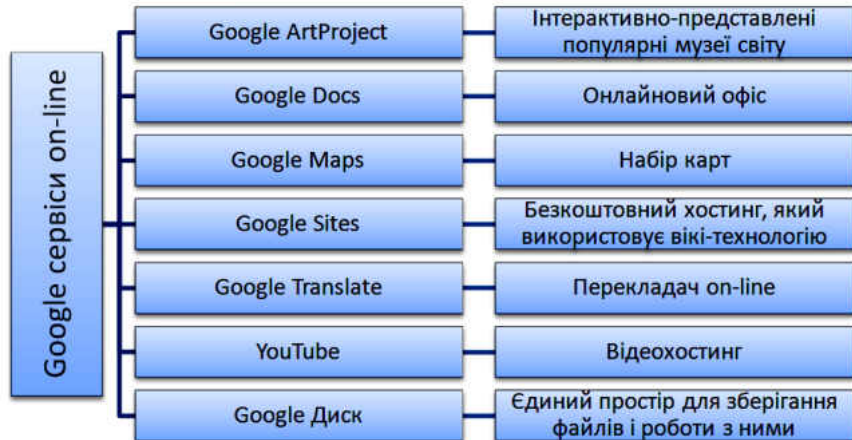 Google сервіси on-line
Google ArtProject
Інтерактивно-представлені
популярні музеї світу
Google Docs
Онлайновий офіс
Google Maps
Набір карт
Google Sites
Безкоштовний хостинг, який
використовує вікі-технологію
Google Translate
Перекладач on-line
YouTube
Відеохостинг
Google Диск
Єдиний простір для зберігання
файлів і роботи з ними